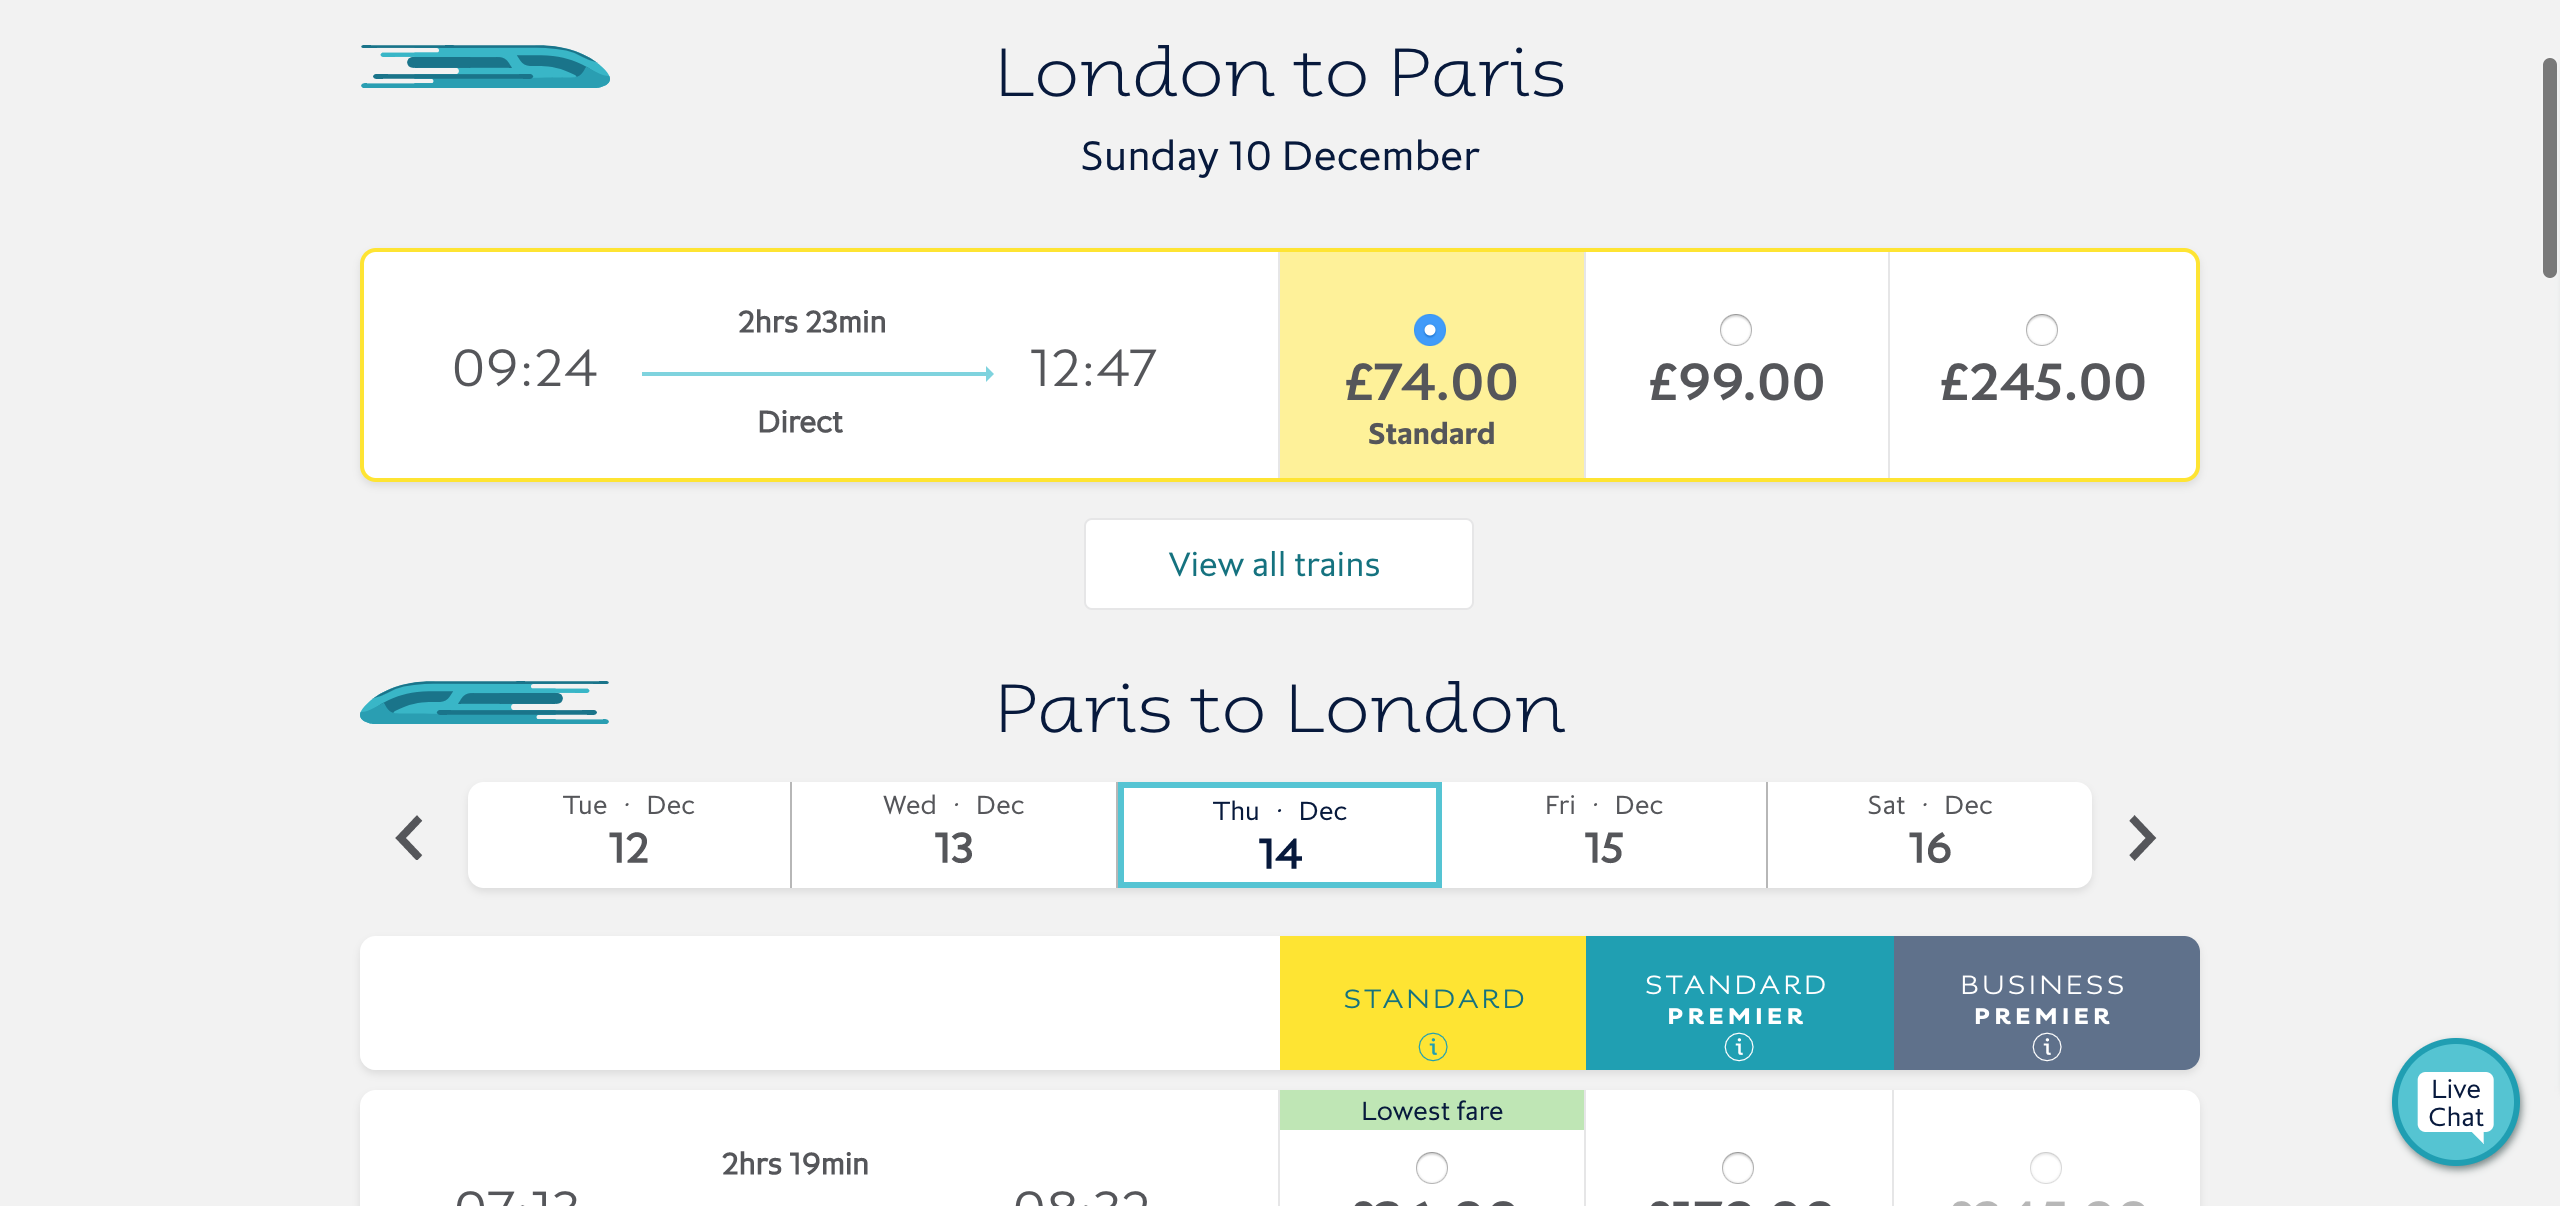 London to Paris
Sunday 10 December
2hrs 23min
09:24 12:47
Direct
£74.00
Standard
£99.00
£245.00
View all trains
Paris to London
Tue · Dec
12
Wed · Dec
13
Thu · Dec
14
Fri · Dec
15
Sat · Dec
16
STANDARD
STANDARD
PREMIER
BUSINESS
PREMIER
Lowest fare
2hrs 19min
Live
Chat